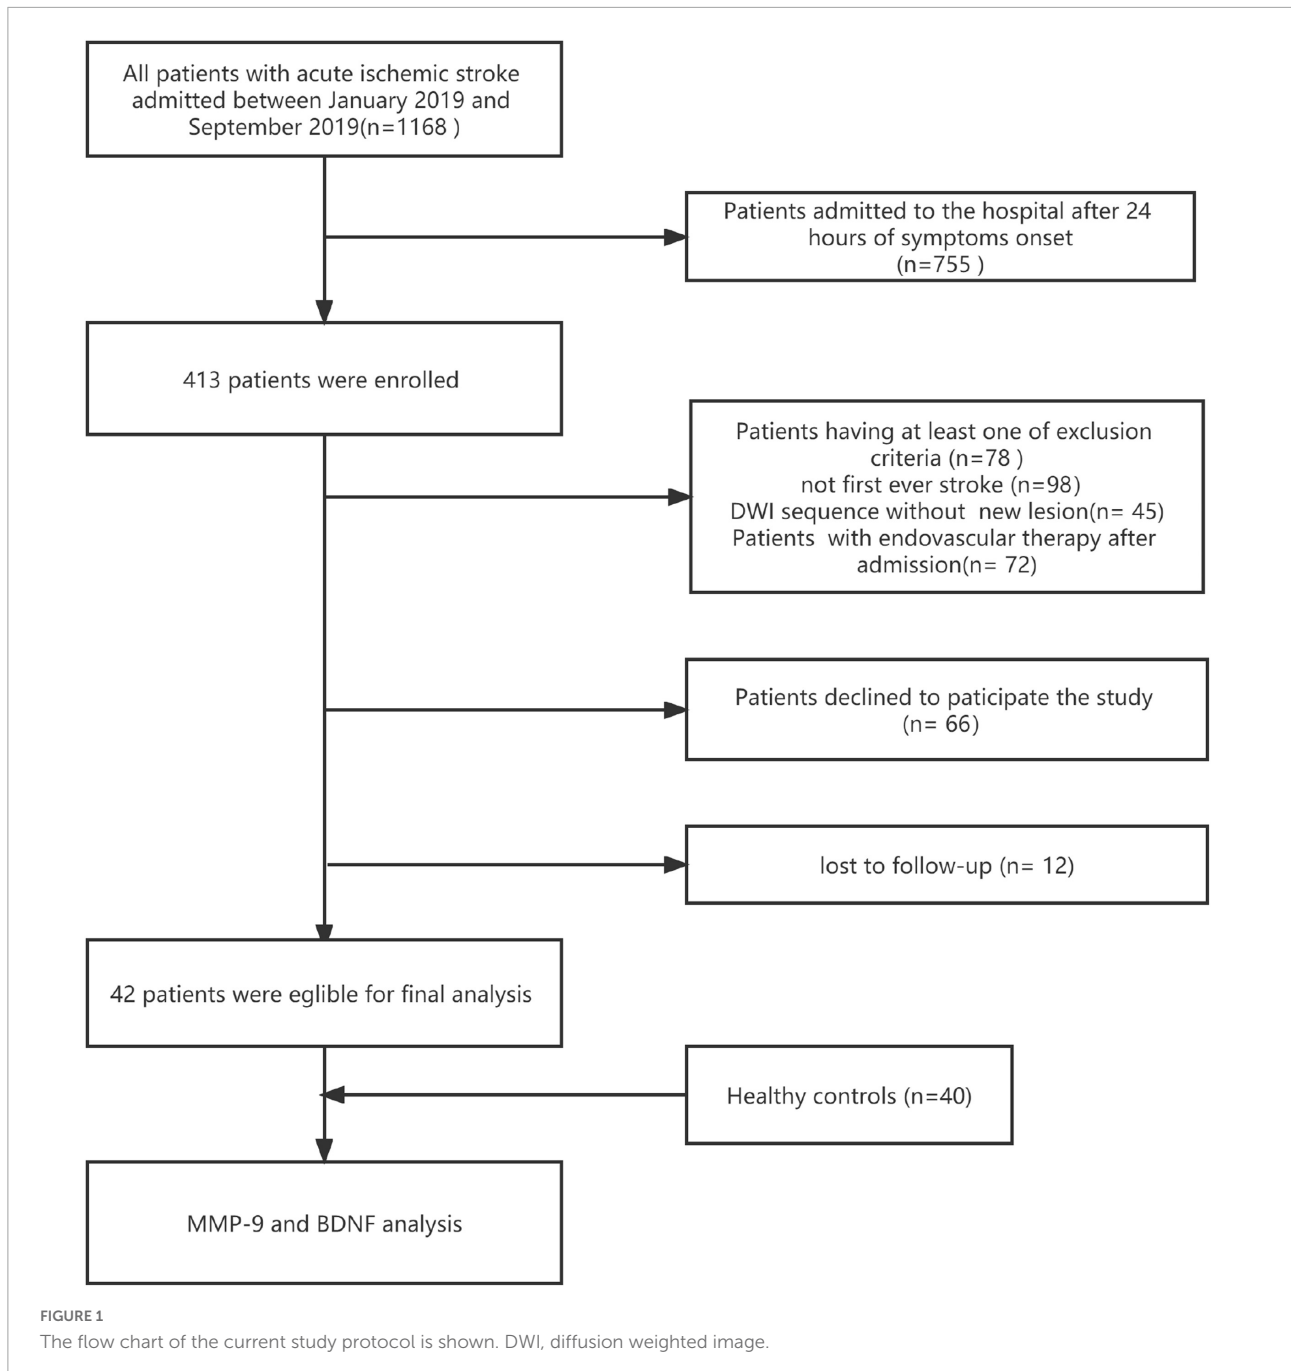 All patients with acute ischemic stroke
admitted between January 2019 and
September 2019(n=1168 )
Patients admitted to the hospital after 24
hours of symptoms onset
(n=755 )
413 patients were enrolled
Patients having at least one of exclusion
criteria (n=78 )
not first ever stroke (n=98)
DWI sequence without  new lesion(n= 45)
Patients  with endovascular therapy after
admission(n= 72)
Patients declined to paticipate the study
(n= 66)
lost to follow-up (n= 12)
42 patients were eglible for final analysis
Healthy controls (n=40)
MMP-9 and BDNF analysis
FIGURE 1
The flow chart of the current study protocol is shown. DWI, diffusion weighted image.